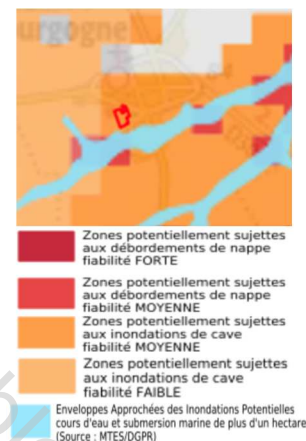 urgogne
Zones potentiellement sujettes
aux débordements de nappe
fiabilité FORTE
Zones potentiellement sujettes
aux débordements de nappe
fiabilité MOYENNE
Zones potentiellement sujettes
aux inondations de cave
fiabilité MOYENNE
Zones potentiellement sujettes
aux inondations de cave
fiabilité FAIBLE
Enveloppes Approchées des Inondations Potentielles
cours d'eau et submersion marine de plus d'un hectare
(Source : MTES/DGPR)